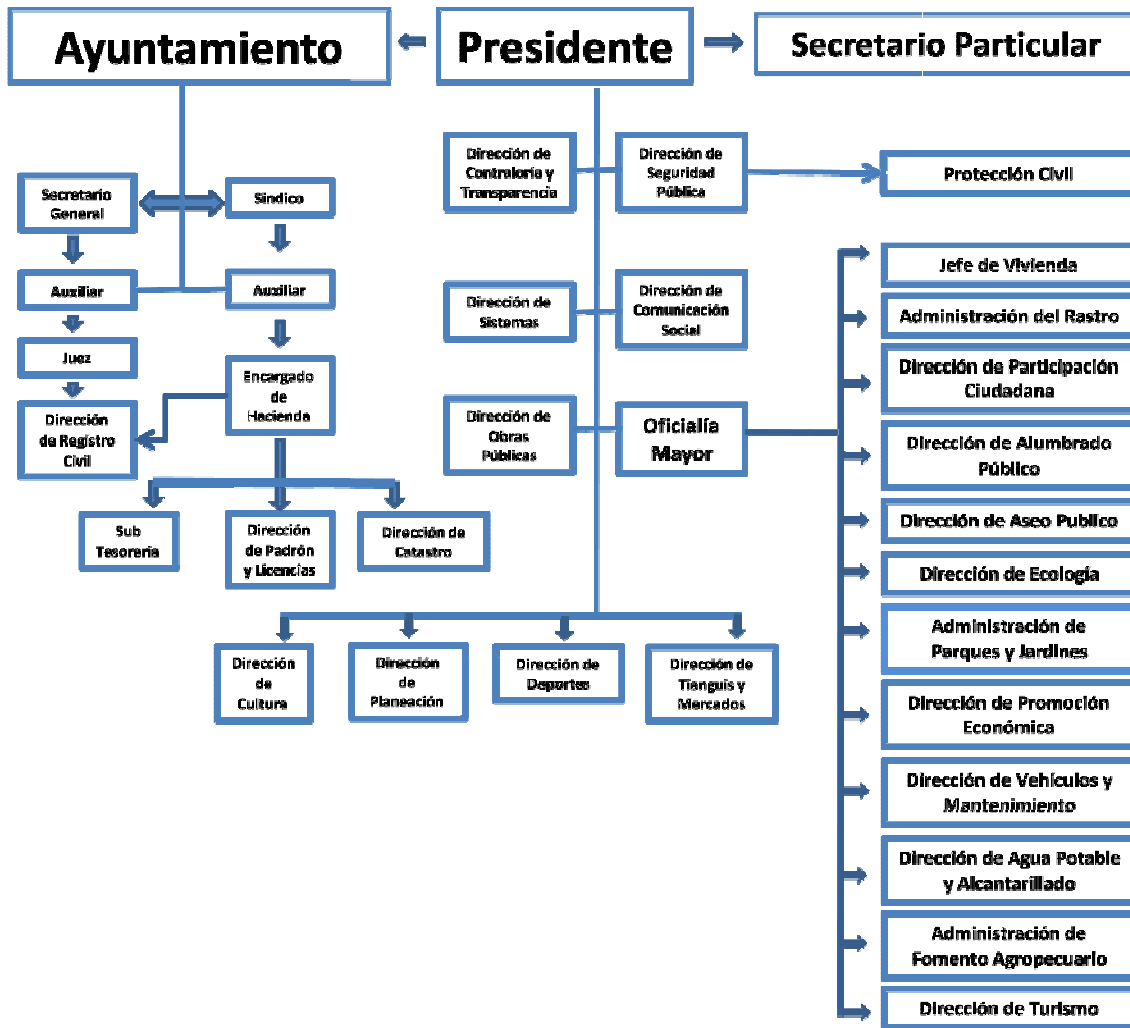 Ayuntamiento
Presidente
Secretario Particular
Dirección de
Contraloría y
Transparencia
Dirección de
Seguridad
Pública
Protección Civil
Secretario
General
Sindico
Auxiliar
Auxiliar
Juez
Encargado
de
Hacienda
Dirección
de Registro
Civil
Sub
Tesorería
Dirección
de Padrón
y Licencias
Dirección de
Catastro
Dirección de
Sistemas
Dirección de
Comunicación
Social
Dirección de
Obras
Públicas
Oficialía
Mayor
Dirección
de
Cultura
Dirección
de
Planeación
Dirección de
Deportes
Dirección de
Tianguis y
Mercados
Jefe de Vivienda
Administración del Rastro
Dirección de Participación
Ciudadana
Dirección de Alumbrado
Público
Dirección de Aseo Publico
Dirección de Ecología
Administración de
Parques y Jardines
Dirección de Promoción
Económica
Dirección de Vehículos y
Mantenimiento
Dirección de Agua Potable
y Alcantarillado
Administración de
Fomento Agropecuario
Dirección de Turismo